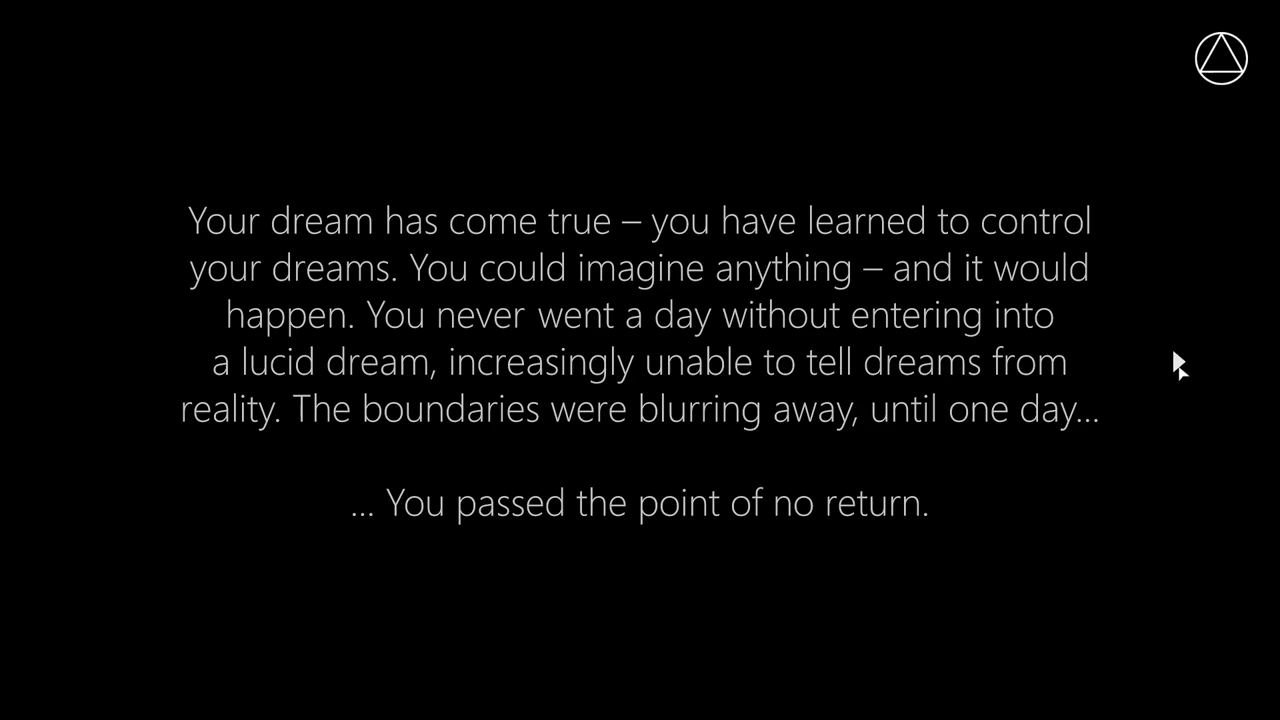 Your dream has come true – you have learned to control
your dreams. You could imagine anything – and it would
happen. You never went a day without entering into
a lucid dream, increasingly unable to tell dreams from
reality. The boundaries were blurring away, until one day...
... You passed the point of no return.